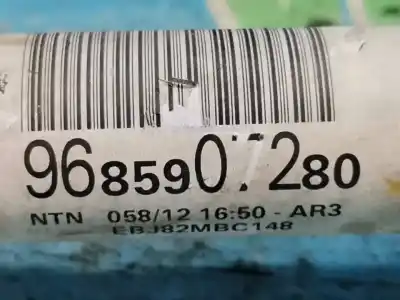 9685907280
NTN 058/12 16:50 - AR3
EBJ82MBC148